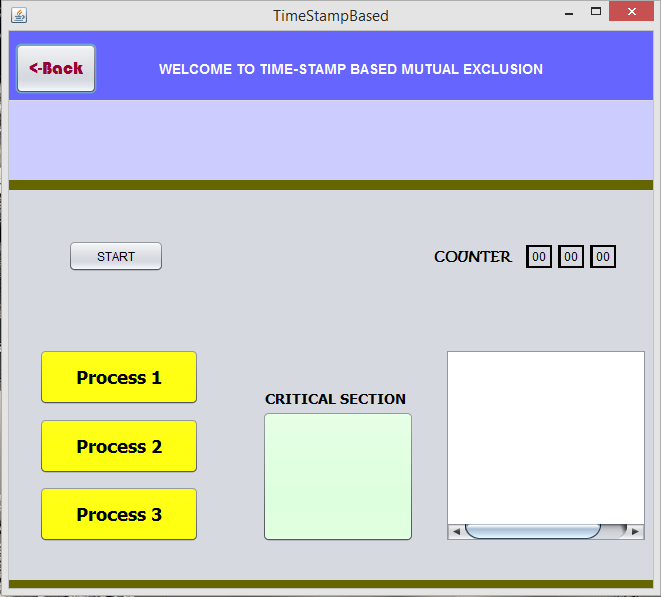 TimeStampBased
<-Back
WELCOME TO TIME-STAMP BASED MUTUAL EXCLUSION
START
COUNTER 00 00 00
Process 1
CRITICAL SECTION
Process 2
Process 3